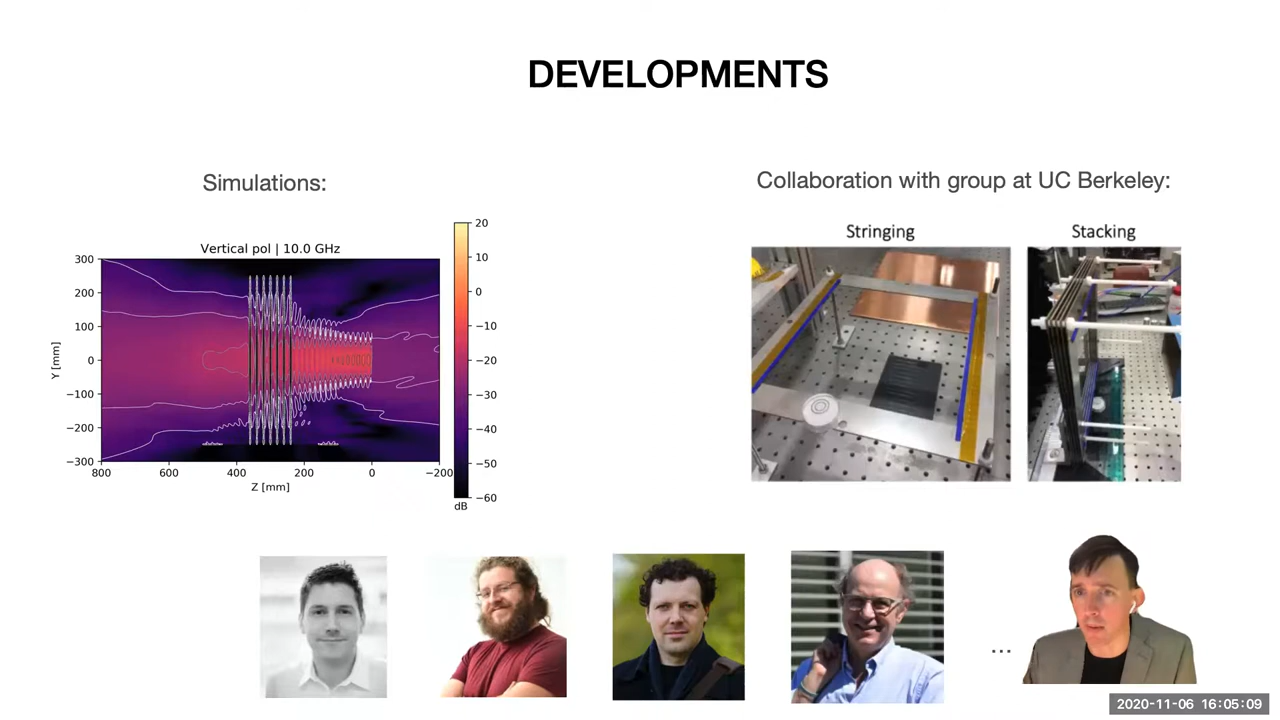 DEVELOPMENTS
Simulations:
Collaboration with group at UC Berkeley:
Stringing
Stacking
Vertical pol | 10.0 GHz
300
200
100
0
−100
−200
−300
Y [mm]
800
600
400
200
0
−200
Z [mm]
20
10
0
−10
−20
−30
−40
−50
−60
dB
...
2020-11-06 16:05:09